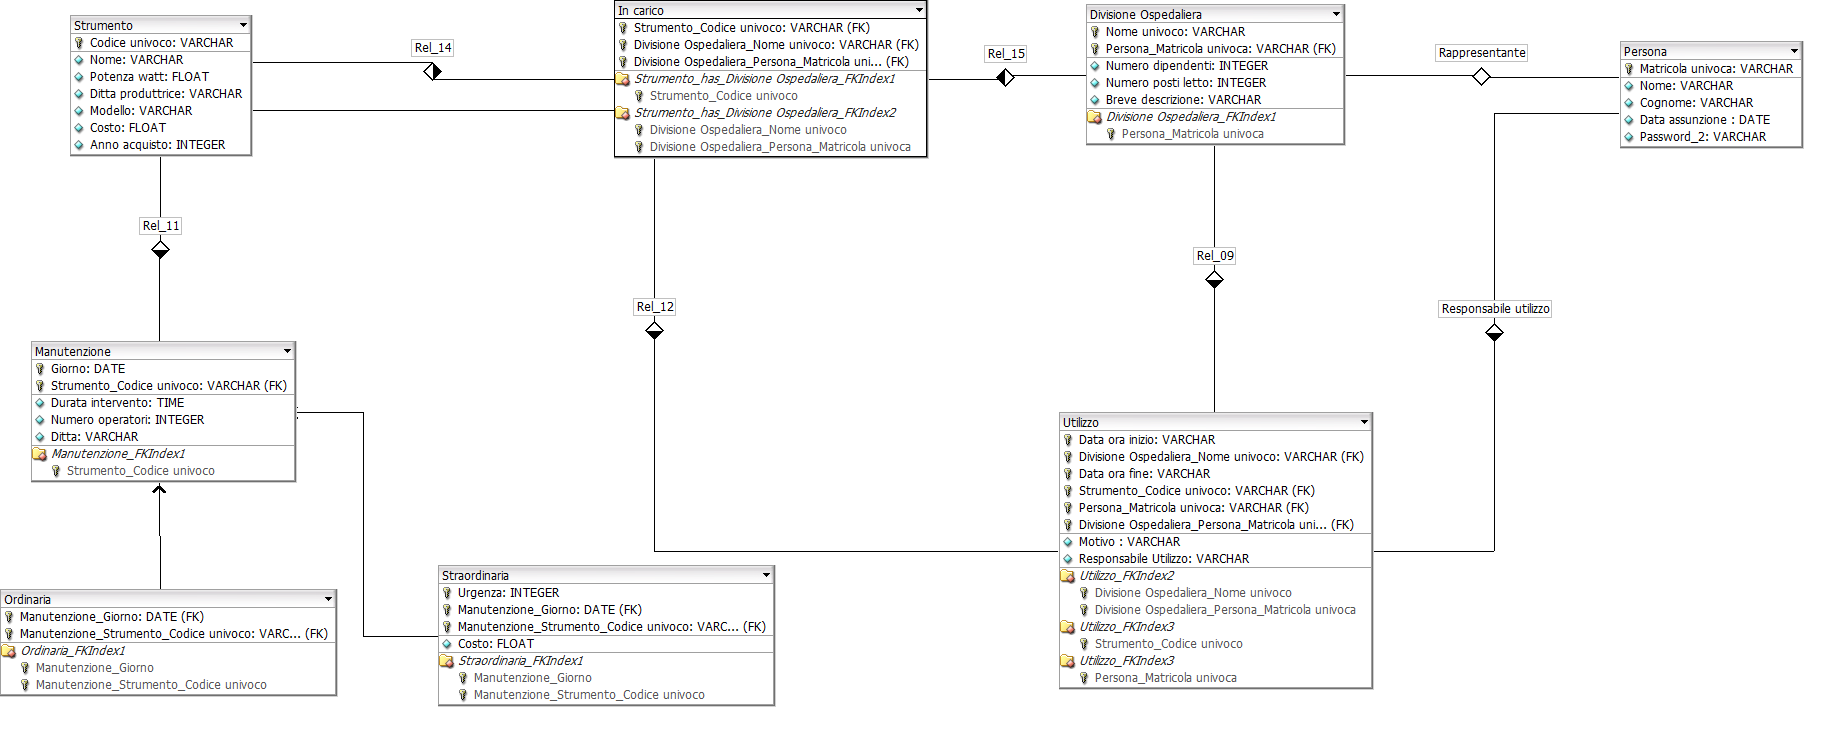 Strumento
Codice univoco: VARCHAR
Nome: VARCHAR
Potenza watt: FLOAT
Ditta produttrice: VARCHAR
Modello: VARCHAR
Costo: FLOAT
Anno acquisto: INTEGER
Rel_14
In carico
Strumento_Codice univoco: VARCHAR (FK)
Divisione Ospedaliera_Nome univoco: VARCHAR (FK)
Divisione Ospedaliera_Persona_Matricola uni... (FK)
Strumento_has_Divisione Ospedaliera_FKIndex1
Strumento_Codice univoco
Strumento_has_Divisione Ospedaliera_FKIndex2
Divisione Ospedaliera_Nome univoco
Divisione Ospedaliera_Persona_Matricola univoca
Rel_15
Divisione Ospedaliera
Nome univoco: VARCHAR
Persona_Matricola univoca: VARCHAR (FK)
Numero dipendenti: INTEGER
Numero posti letto: INTEGER
Breve descrizione: VARCHAR
Divisione Ospedaliera_FKIndex1
Persona_Matricola univoca
Rappresentante
Persona
Matricola univoca: VARCHAR
Nome: VARCHAR
Cognome: VARCHAR
Data assunzione : DATE
Password_2: VARCHAR
Rel_11
Rel_12
Rel_09
Responsabile utilizzo
Manutenzione
Giorno: DATE
Strumento_Codice univoco: VARCHAR (FK)
Durata intervento: TIME
Numero operatori: INTEGER
Ditta: VARCHAR
Manutenzione_FKIndex1
Strumento_Codice univoco
Utilizzo
Data ora inizio: VARCHAR
Divisione Ospedaliera_Nome univoco: VARCHAR (FK)
Data ora fine: VARCHAR
Strumento_Codice univoco: VARCHAR (FK)
Persona_Matricola univoca: VARCHAR (FK)
Divisione Ospedaliera_Persona_Matricola uni... (FK)
Motivo : VARCHAR
Responsabile Utilizzo: VARCHAR
Utilizzo_FKIndex2
Divisione Ospedaliera_Nome univoco
Divisione Ospedaliera_Persona_Matricola univoca
Utilizzo_FKIndex3
Strumento_Codice univoco
Utilizzo_FKIndex3
Persona_Matricola univoca
Ordinaria
Manutenzione_Giorno: DATE (FK)
Manutenzione_Strumento_Codice univoco: VARC... (FK)
Ordinaria_FKIndex1
Manutenzione_Giorno
Manutenzione_Strumento_Codice univoco
Straordinaria
Urgenza: INTEGER
Manutenzione_Giorno: DATE (FK)
Manutenzione_Strumento_Codice univoco: VARC... (FK)
Costo: FLOAT
Straordinaria_FKIndex1
Manutenzione_Giorno
Manutenzione_Strumento_Codice univoco